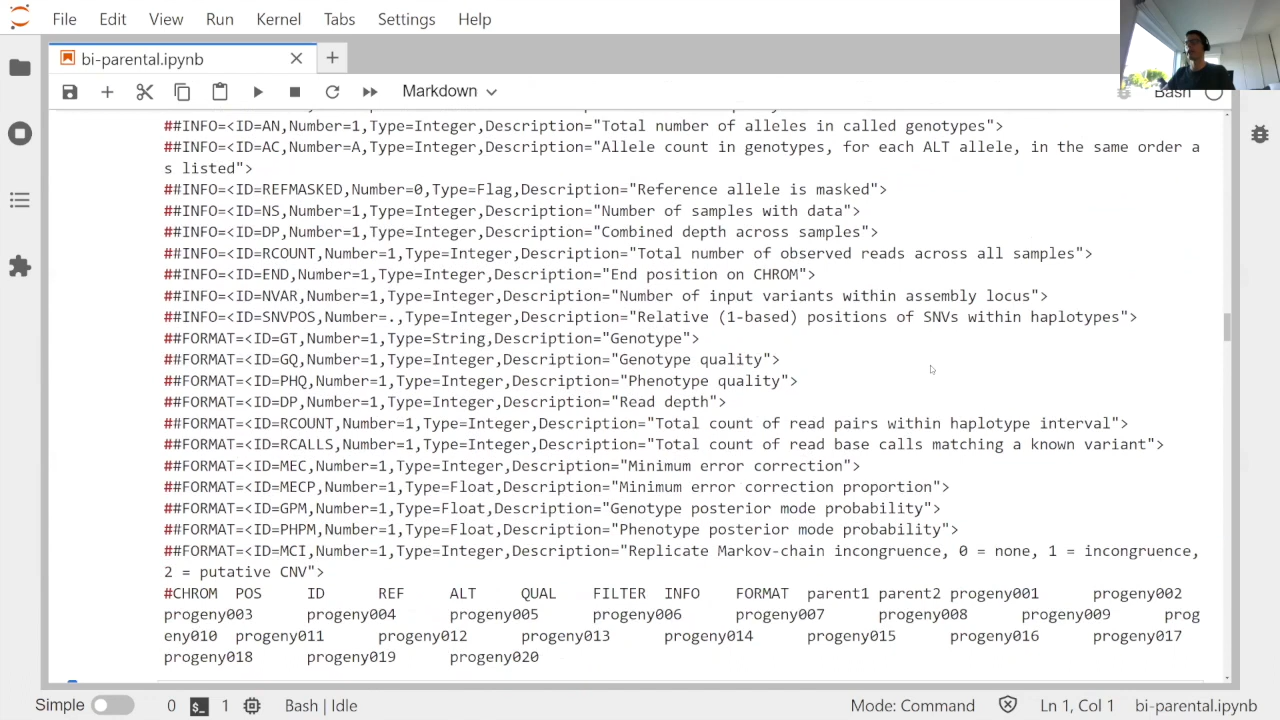 File Edit View Run Kernel Tabs Settings Help
bi-parental.ipynb
Markdown
Bash
##INFO=<ID=AN,Number=1,Type=Integer,Description="Total number of alleles in called genotypes">
##INFO=<ID=AC,Number=A,Type=Integer,Description="Allele count in genotypes, for each ALT allele, in the same order a
s listed">
##INFO=<ID=REFMASKED,Number=0,Type=Flag,Description="Reference allele is masked">
##INFO=<ID=NS,Number=1,Type=Integer,Description="Number of samples with data">
##INFO=<ID=DP,Number=1,Type=Integer,Description="Combined depth across samples">
##INFO=<ID=RCOUNT,Number=1,Type=Integer,Description="Total number of observed reads across all samples">
##INFO=<ID=END,Number=1,Type=Integer,Description="End position on CHROM">
##INFO=<ID=NVAR,Number=1,Type=Integer,Description="Number of input variants within assembly locus">
##INFO=<ID=SNVPOS,Number=.,Type=Integer,Description="Relative (1-based) positions of SNVs within haplotypes">
##FORMAT=<ID=GT,Number=1,Type=String,Description="Genotype">
##FORMAT=<ID=GQ,Number=1,Type=Integer,Description="Genotype quality">
##FORMAT=<ID=PHQ,Number=1,Type=Integer,Description="Phenotype quality">
##FORMAT=<ID=DP,Number=1,Type=Integer,Description="Read depth">
##FORMAT=<ID=RCOUNT,Number=1,Type=Integer,Description="Total count of read pairs within haplotype interval">
##FORMAT=<ID=RCALLS,Number=1,Type=Integer,Description="Total count of read base calls matching a known variant">
##FORMAT=<ID=MEC,Number=1,Type=Integer,Description="Minimum error correction">
##FORMAT=<ID=MECP,Number=1,Type=Float,Description="Minimum error correction proportion">
##FORMAT=<ID=GPM,Number=1,Type=Float,Description="Genotype posterior mode probability">
##FORMAT=<ID=PHPM,Number=1,Type=Float,Description="Phenotype posterior mode probability">
##FORMAT=<ID=MCI,Number=1,Type=Integer,Description="Replicate Markov-chain incongruence, 0 = none, 1 = incongruence,
2 = putative CNV">
#CHROM POS ID REF ALT QUAL FILTER INFO FORMAT parent1 parent2 progeny001 progeny002
progeny003 progeny004 progeny005 progeny006 progeny007 progeny008 progeny009 prog
eny010 progeny011 progeny012 progeny013 progeny014 progeny015 progeny016 progeny017
progeny018 progeny019 progeny020
Simple 0 $_ 1 Bash | Idle Mode: Command Ln 1, Col 1 bi-parental.ipynb